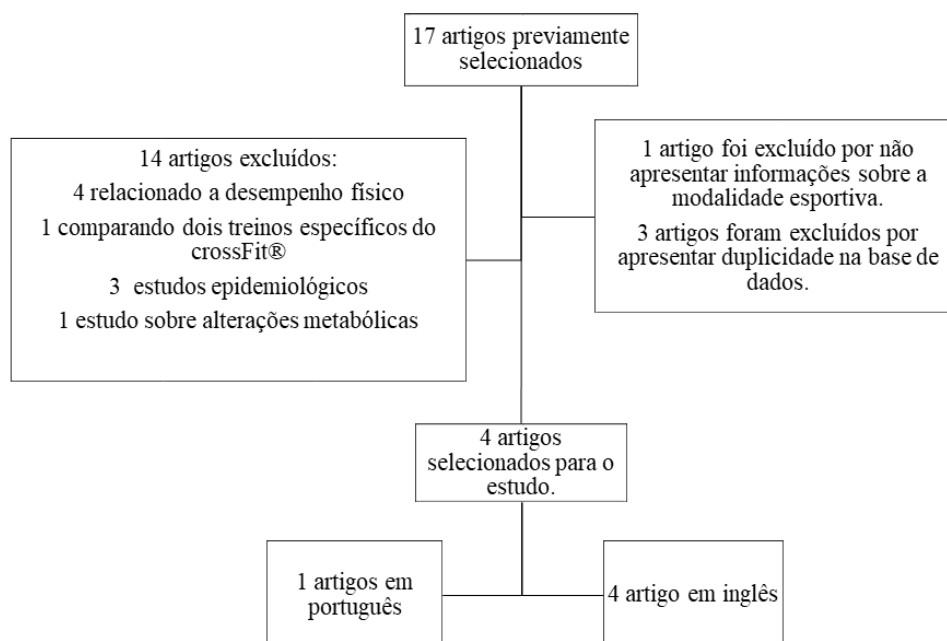 17 artigos previamente
selecionados
14 artigos excluídos:
4 relacionado a desempenho físico
1 comparando dois treinos específicos do
crossFit®
3 estudos epidemiológicos
1 estudo sobre alterações metabólicas
1 artigo foi excluído por não
apresentar informações sobre a
modalidade esportiva.
3 artigos foram excluídos por
apresentar duplicidade na base de
dados.
4 artigos
selecionados para o
estudo.
1 artigos em
português
4 artigo em inglês